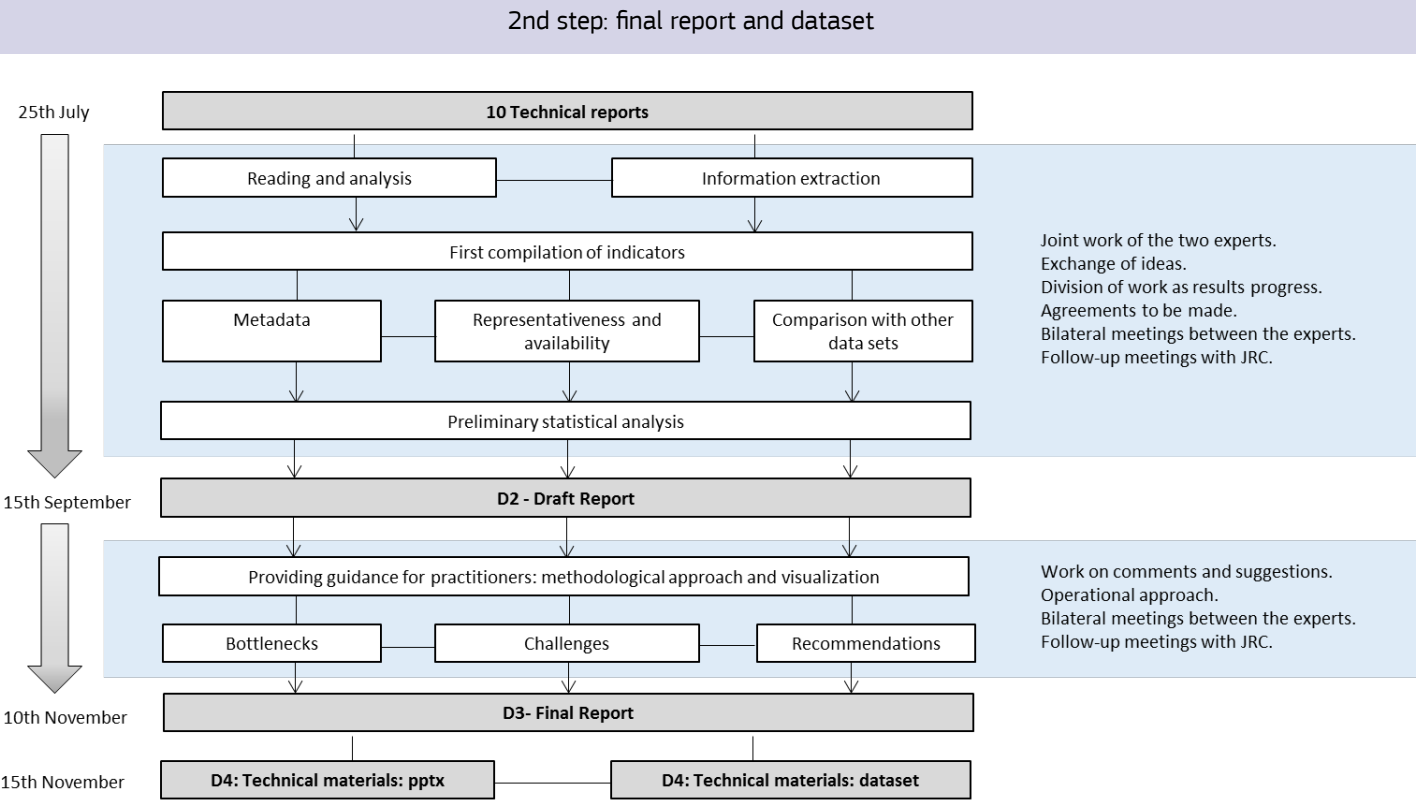 2nd step: final report and dataset
25th July
10 Technical reports
Reading and analysis
Information extraction
First compilation of indicators
Metadata
Representativeness and
availability
Comparison with other
data sets
Preliminary statistical analysis
Joint work of the two experts.
Exchange of ideas.
Division of work as results progress.
Agreements to be made.
Bilateral meetings between the experts.
Follow-up meetings with JRC.
15th September
D2 - Draft Report
Providing guidance for practitioners: methodological approach and visualization
Bottlenecks
Challenges
Recommendations
Work on comments and suggestions.
Operational approach.
Bilateral meetings between the experts.
Follow-up meetings with JRC.
10th November
D3- Final Report
15th November
D4: Technical materials: pptx
D4: Technical materials: dataset